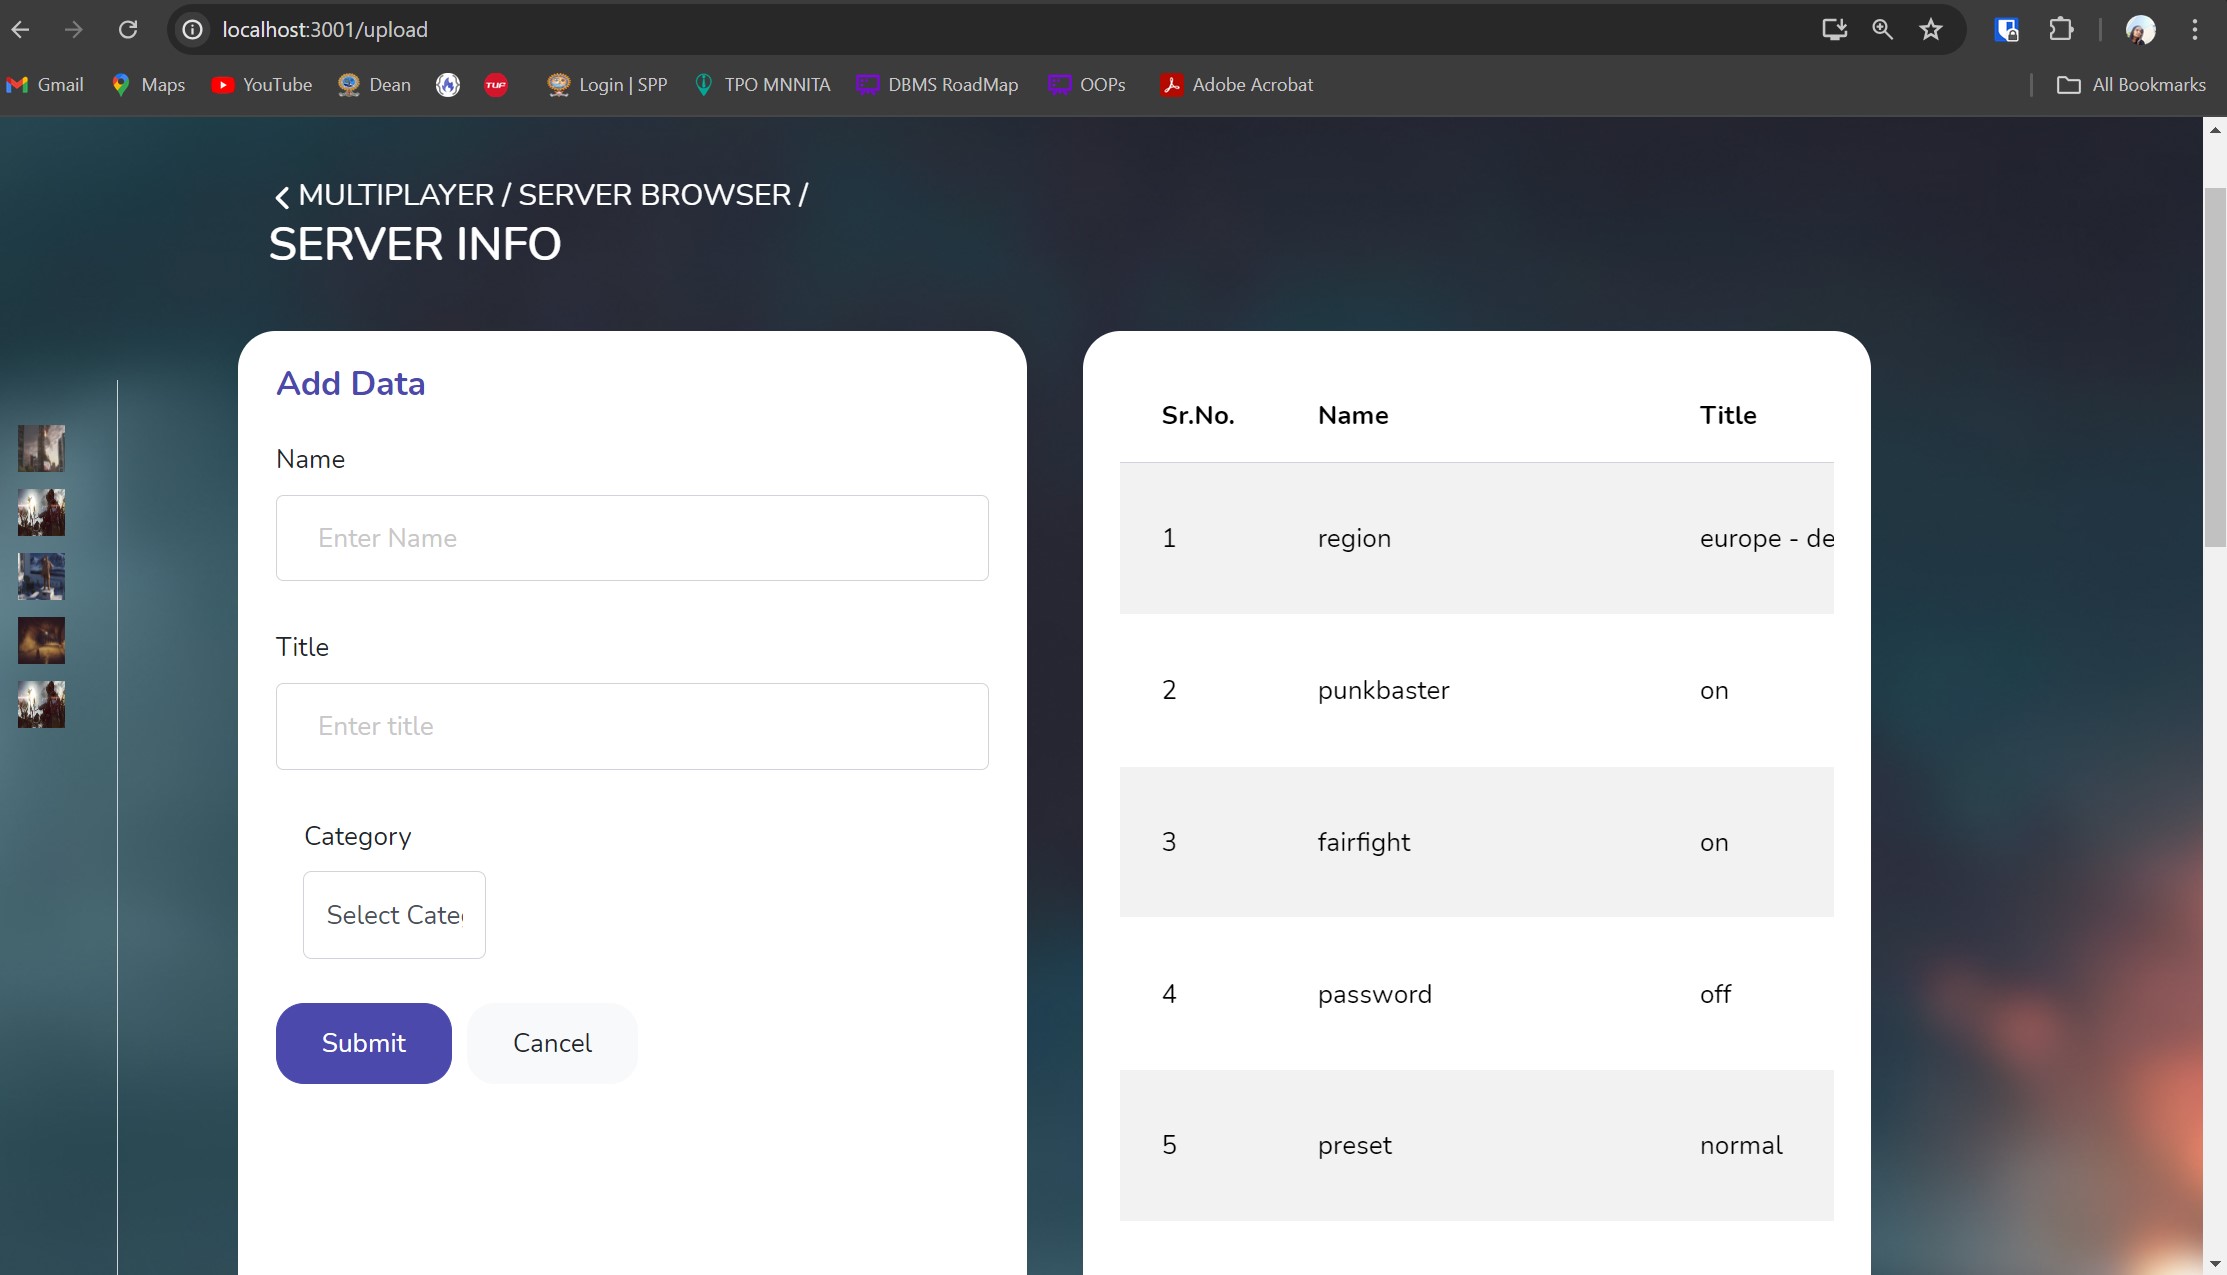 localhost:3001/upload
Gmail Maps YouTube Dean TUF Login | SPP TPO MNNITA DBMS RoadMap OOPs Adobe Acrobat All Bookmarks
MULTIPLAYER / SERVER BROWSER /
SERVER INFO
Add Data
Name
Enter Name
Title
Enter title
Category
Select Cate
Submit Cancel
Sr.No. Name Title
1 region europe - de
2 punkbaster on
3 fairfight on
4 password off
5 preset normal